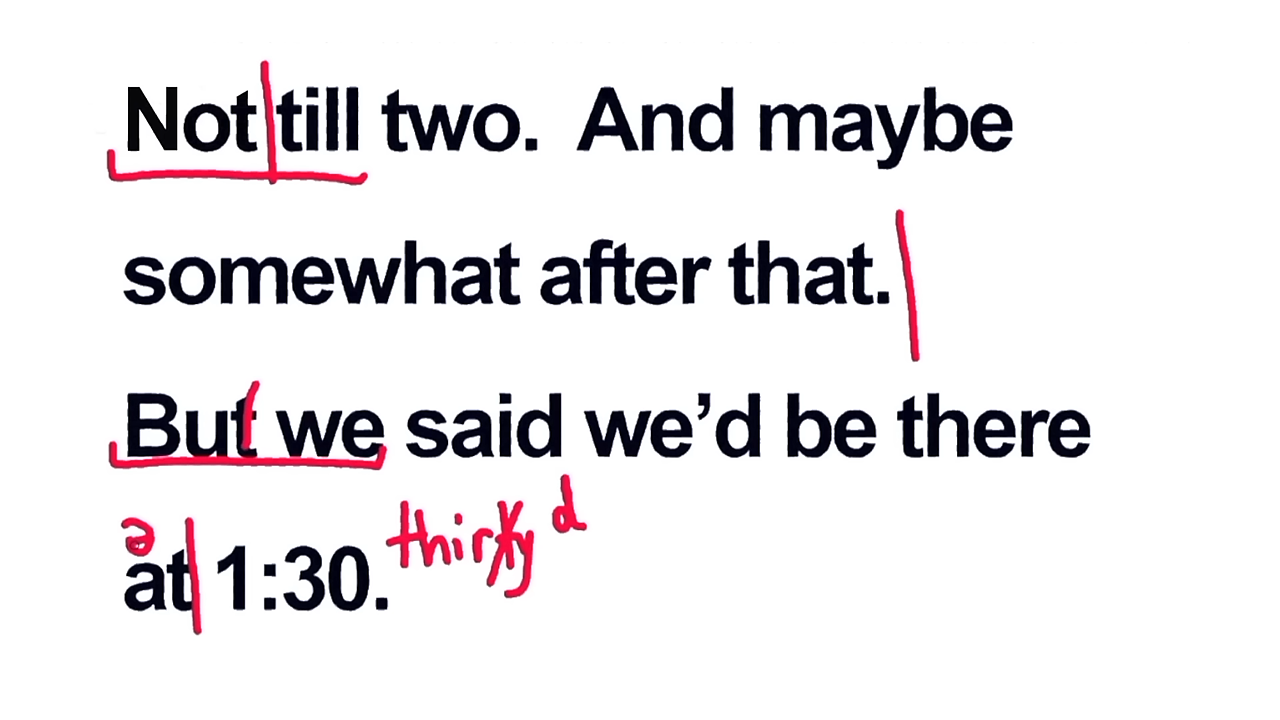 Not till two. And maybe
somewhat after that.
But we said we’d be there
ə
at 1:30. thirty d